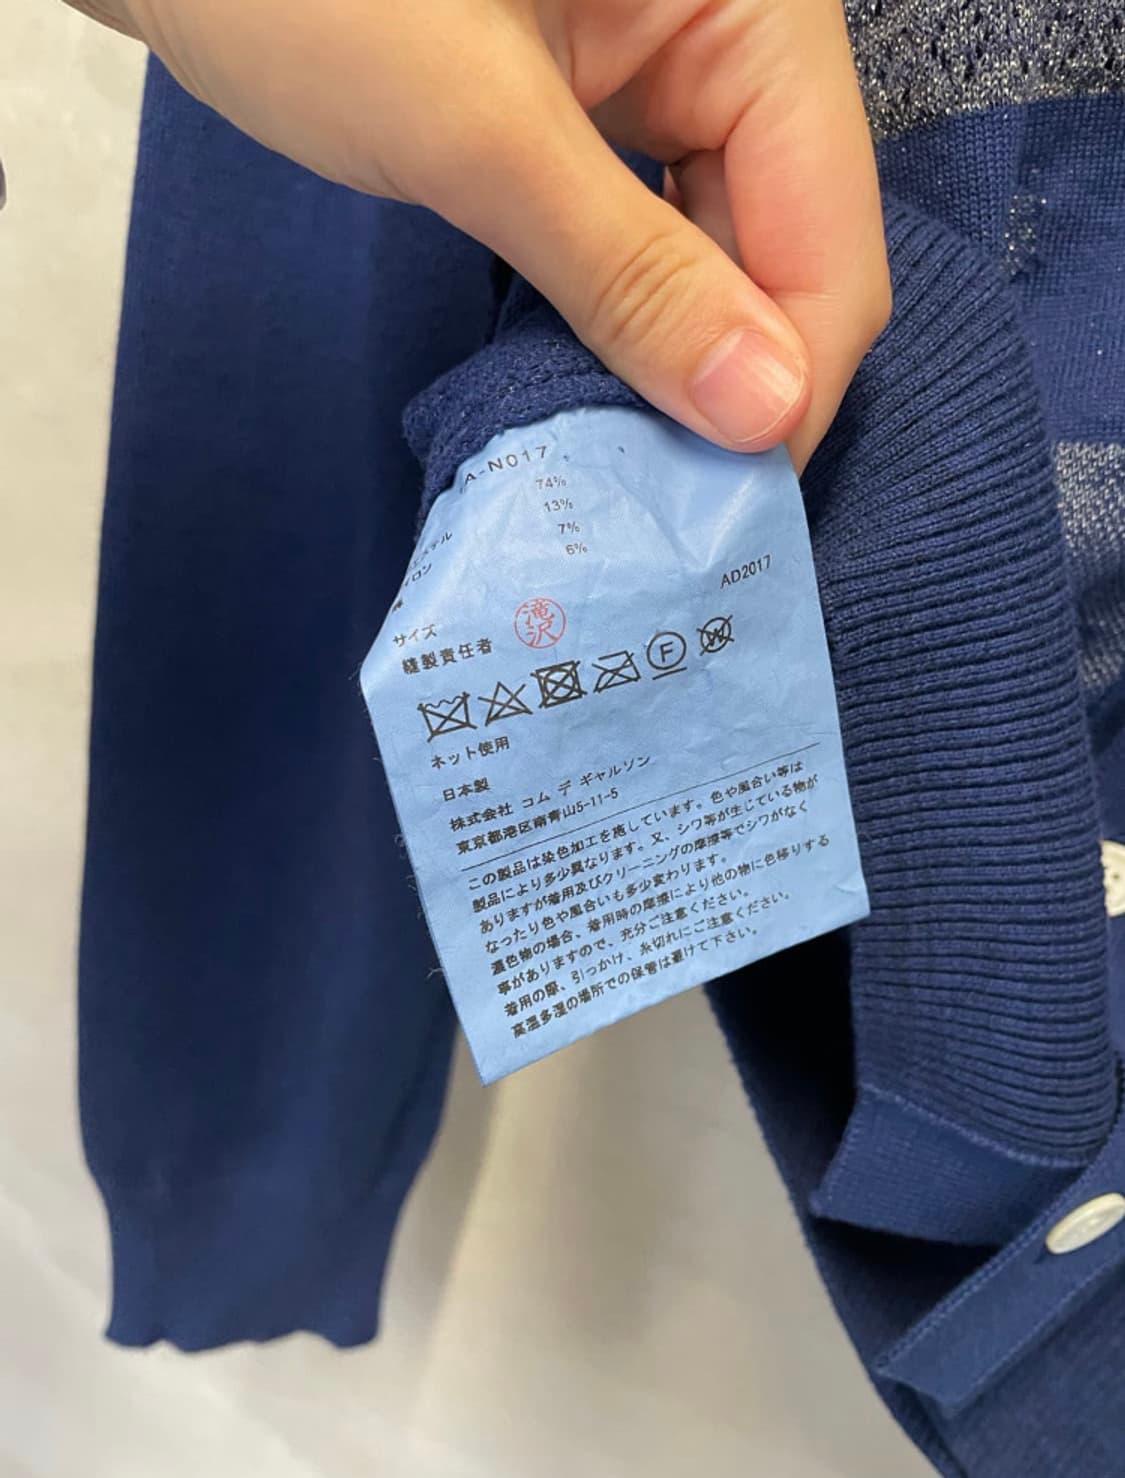 A-N017
74%
13%
エステル 7%
イロン 6%
AD2017
サイズ
縫製責任者 滝沢
F
W
ネット使用
日本製
株式会社 コム デ ギャルソン
東京都港区南青山5-11-5
この製品は染色加工を施しています。色や風合い等は
製品により多少異なります。又、シワ等が生じている物が
ありますが着用及びクリーニングの摩擦等でシワがなく
なったり色や風合いも多少変わります。
濃色物の場合、着用時の摩擦により他の物に色移りする
事がありますので、充分ご注意ください。
着用の際、引っかけ、糸切れにご注意ください。
高温多湿の場所での保管は避けて下さい。